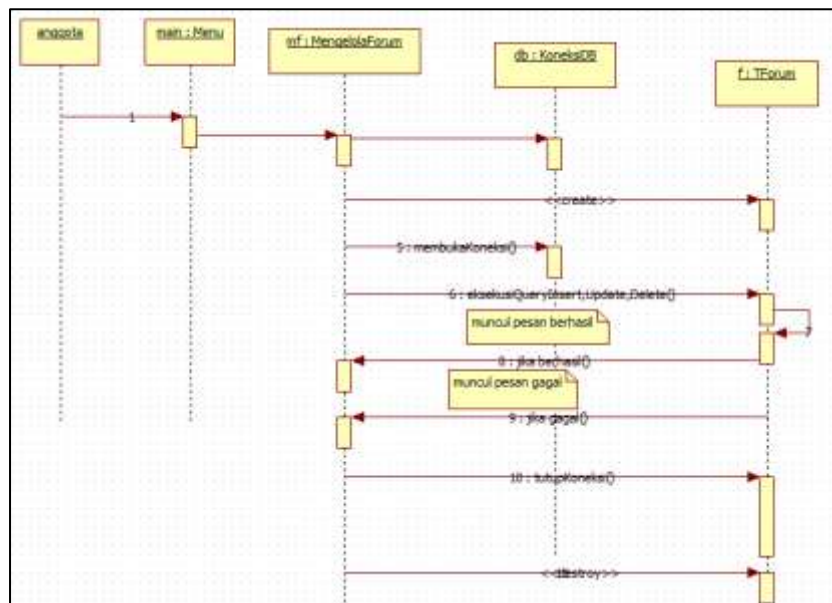 anggota
main : Menu
mf : MengelolaForum
db : KoneksiDB
f : TForum
1
<<create>>
5 : membukaKoneksi()
6 : eksekusiQueryInsert,Update,Delete()
muncul pesan berhasil
7
8 : jika berhasil()
muncul pesan gagal
9 : jika gagal()
10 : tutupKoneksi()
<<destroy>>